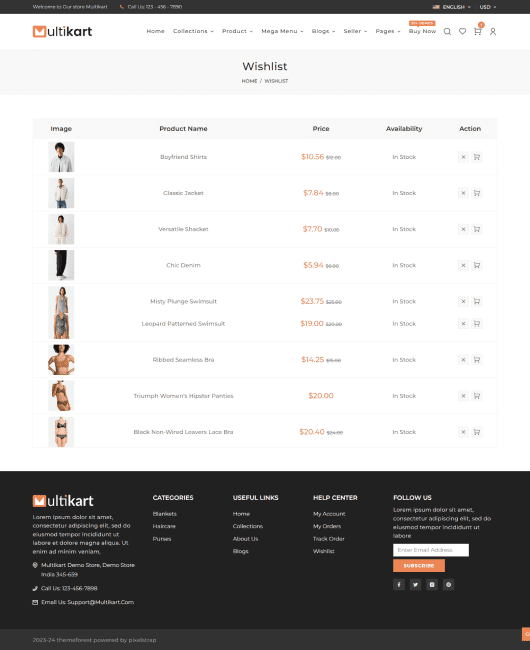 Welcome to Our store Multikart Call Us: 123 - 456 - 7890 ENGLISH USD
Multikart Home Collections Product Mega Menu Blogs Seller Pages Buy Now
Wishlist
HOME / WISHLIST
Image Product Name Price Availability Action
Boyfriend Shirts $10.56 $12.00 In Stock
Classic Jacket $7.84 $8.00 In Stock
Versatile Shacket $7.70 $10.00 In Stock
Chic Denim $5.94 In Stock
Misty Plunge Swimsuit $23.75 $25.00 In Stock
Leopard Patterned Swimsuit $19.00 $20.00 In Stock
Ribbed Seamless Bra $14.25 $15.00 In Stock
Triumph Women's Hipster Panties $20.00 In Stock
Black Non-Wired Leavers Lace Bra $20.40 $24.00 In Stock
Multikart CATEGORIES USEFUL LINKS HELP CENTER FOLLOW US
Lorem ipsum dolor sit amet,
consectetur adipiscing elit, sed do
eiusmod tempor incididunt ut
labore et dolore magna aliqua. Ut
enim ad minim veniam,
Multikart Demo Store, Demo Store
India 345-659
Call Us: 123-456-7898
Email Us: Support@Multikart.Com
Blankets
Haircare
Purses
Home
Collections
About Us
Blogs
My Account
My Orders
Track Order
Wishlist
Lorem ipsum dolor sit amet,
consectetur adipiscing elit, sed do
eiusmod tempor incididunt ut
labore
Enter Email Address
SUBSCRIBE
2023-24 themeforest powered by pixelstrap